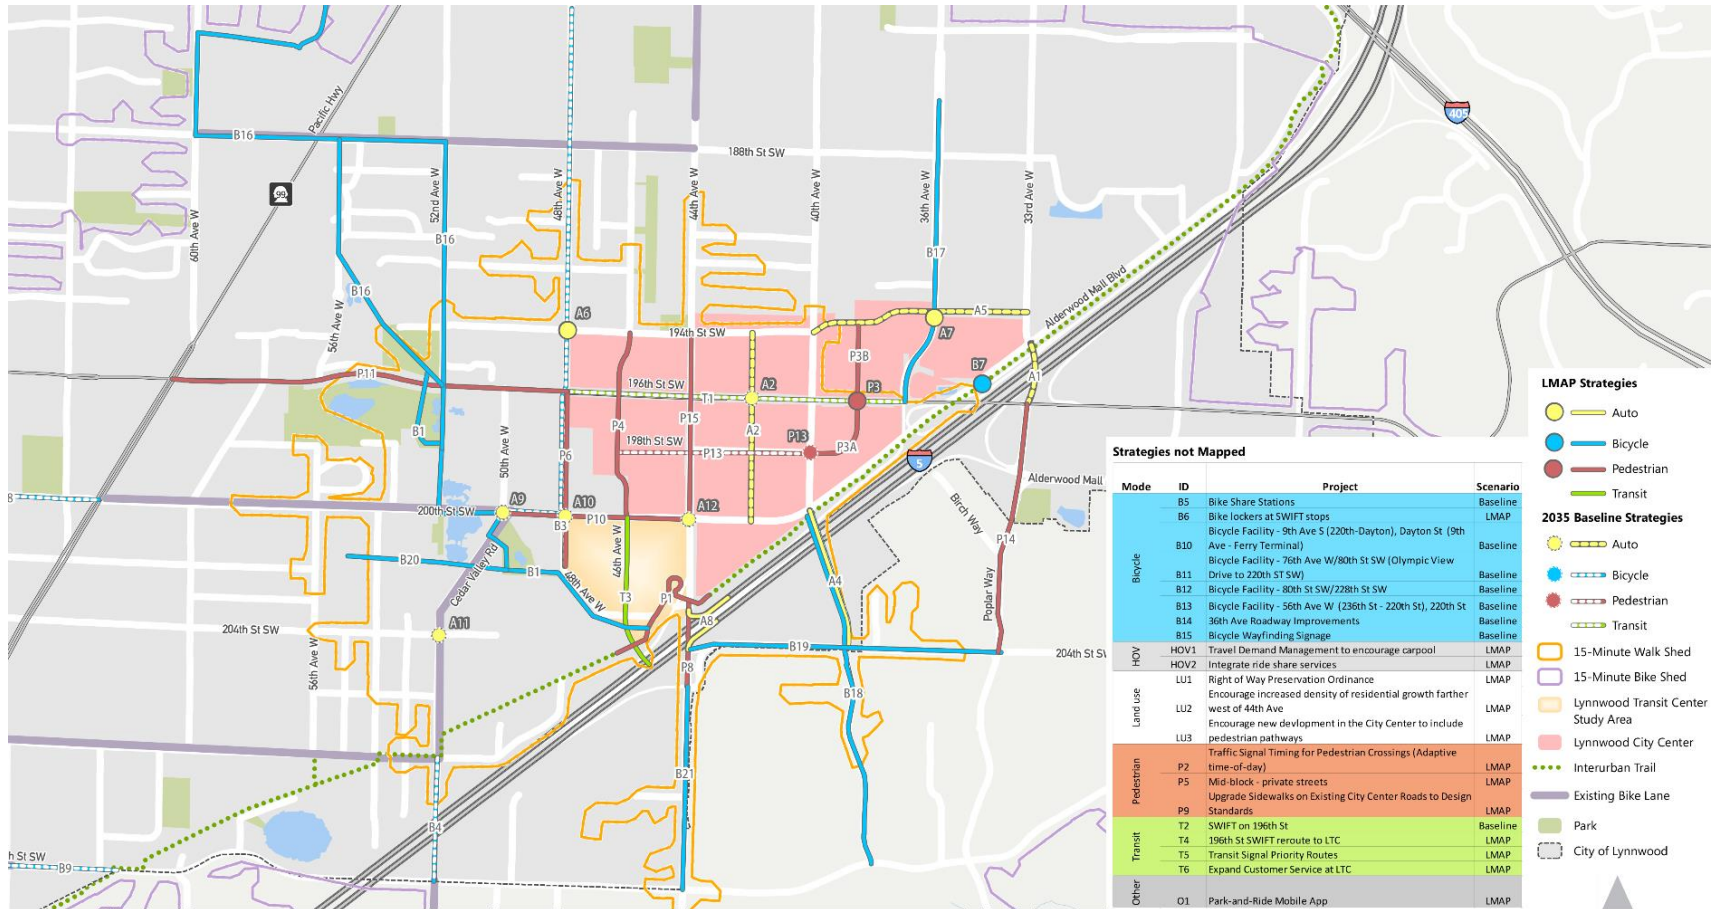 Pacific Hwy
99
405
60th Ave W
B16
52nd Ave W
48th Ave W
44th Ave W
40th Ave W
36th Ave W
33rd Ave W
188th St SW
B16
B17
B16
56th Ave W
A6
194th St SW
A5
A7
Alderwood Mall Blvd
P3B
B7
P11
196th St SW
T1
A2
P3
A1
B1
P4
P15
A2
P13
P3A
198th St SW
P13
50th Ave W
P6
5
Alderwood Mall
8
200th St SW
A9
A10
B3
P10
A12
Birch Way
P14
B20
Cedar Valley Rd
B1
48th Ave W
46th Ave W
T3
P1
A4
Poplar Way
A8
204th St SW
A11
56th Ave W
B19
204th St SW
P8
B18
B21
B4
h St SW
B9
Strategies not Mapped
Mode ID Project Scenario
Bicycle
B5 Bike Share Stations Baseline
B6 Bike lockers at SWIFT stops LMAP
Bicycle Facility - 9th Ave S (220th-Dayton), Dayton St (9th
B10 Ave - Ferry Terminal) Baseline
Bicycle Facility - 76th Ave W/80th St SW (Olympic View
B11 Drive to 220th ST SW) Baseline
B12 Bicycle Facility - 80th St SW/228th St SW Baseline
B13 Bicycle Facility - 56th Ave W (236th St - 220th St), 220th St Baseline
B14 36th Ave Roadway Improvements Baseline
B15 Bicycle Wayfinding Signage Baseline
HOV
HOV1 Travel Demand Management to encourage carpool LMAP
HOV2 Integrate ride share services LMAP
Land use
LU1 Right of Way Preservation Ordinance LMAP
Encourage increased density of residential growth farther
LU2 west of 44th Ave LMAP
Encourage new devlopment in the City Center to include
LU3 pedestrian pathways LMAP
Pedestrian
Traffic Signal Timing for Pedestrian Crossings (Adaptive
P2 time-of-day) LMAP
P5 Mid-block - private streets LMAP
Upgrade Sidewalks on Existing City Center Roads to Design
P9 Standards LMAP
Transit
T2 SWIFT on 196th St Baseline
T4 196th St SWIFT reroute to LTC LMAP
T5 Transit Signal Priority Routes LMAP
T6 Expand Customer Service at LTC LMAP
Other
O1 Park-and-Ride Mobile App LMAP
LMAP Strategies
Auto
Bicycle
Pedestrian
Transit
2035 Baseline Strategies
Auto
Bicycle
Pedestrian
Transit
15-Minute Walk Shed
15-Minute Bike Shed
Lynnwood Transit Center
Study Area
Lynnwood City Center
Interurban Trail
Existing Bike Lane
Park
City of Lynnwood